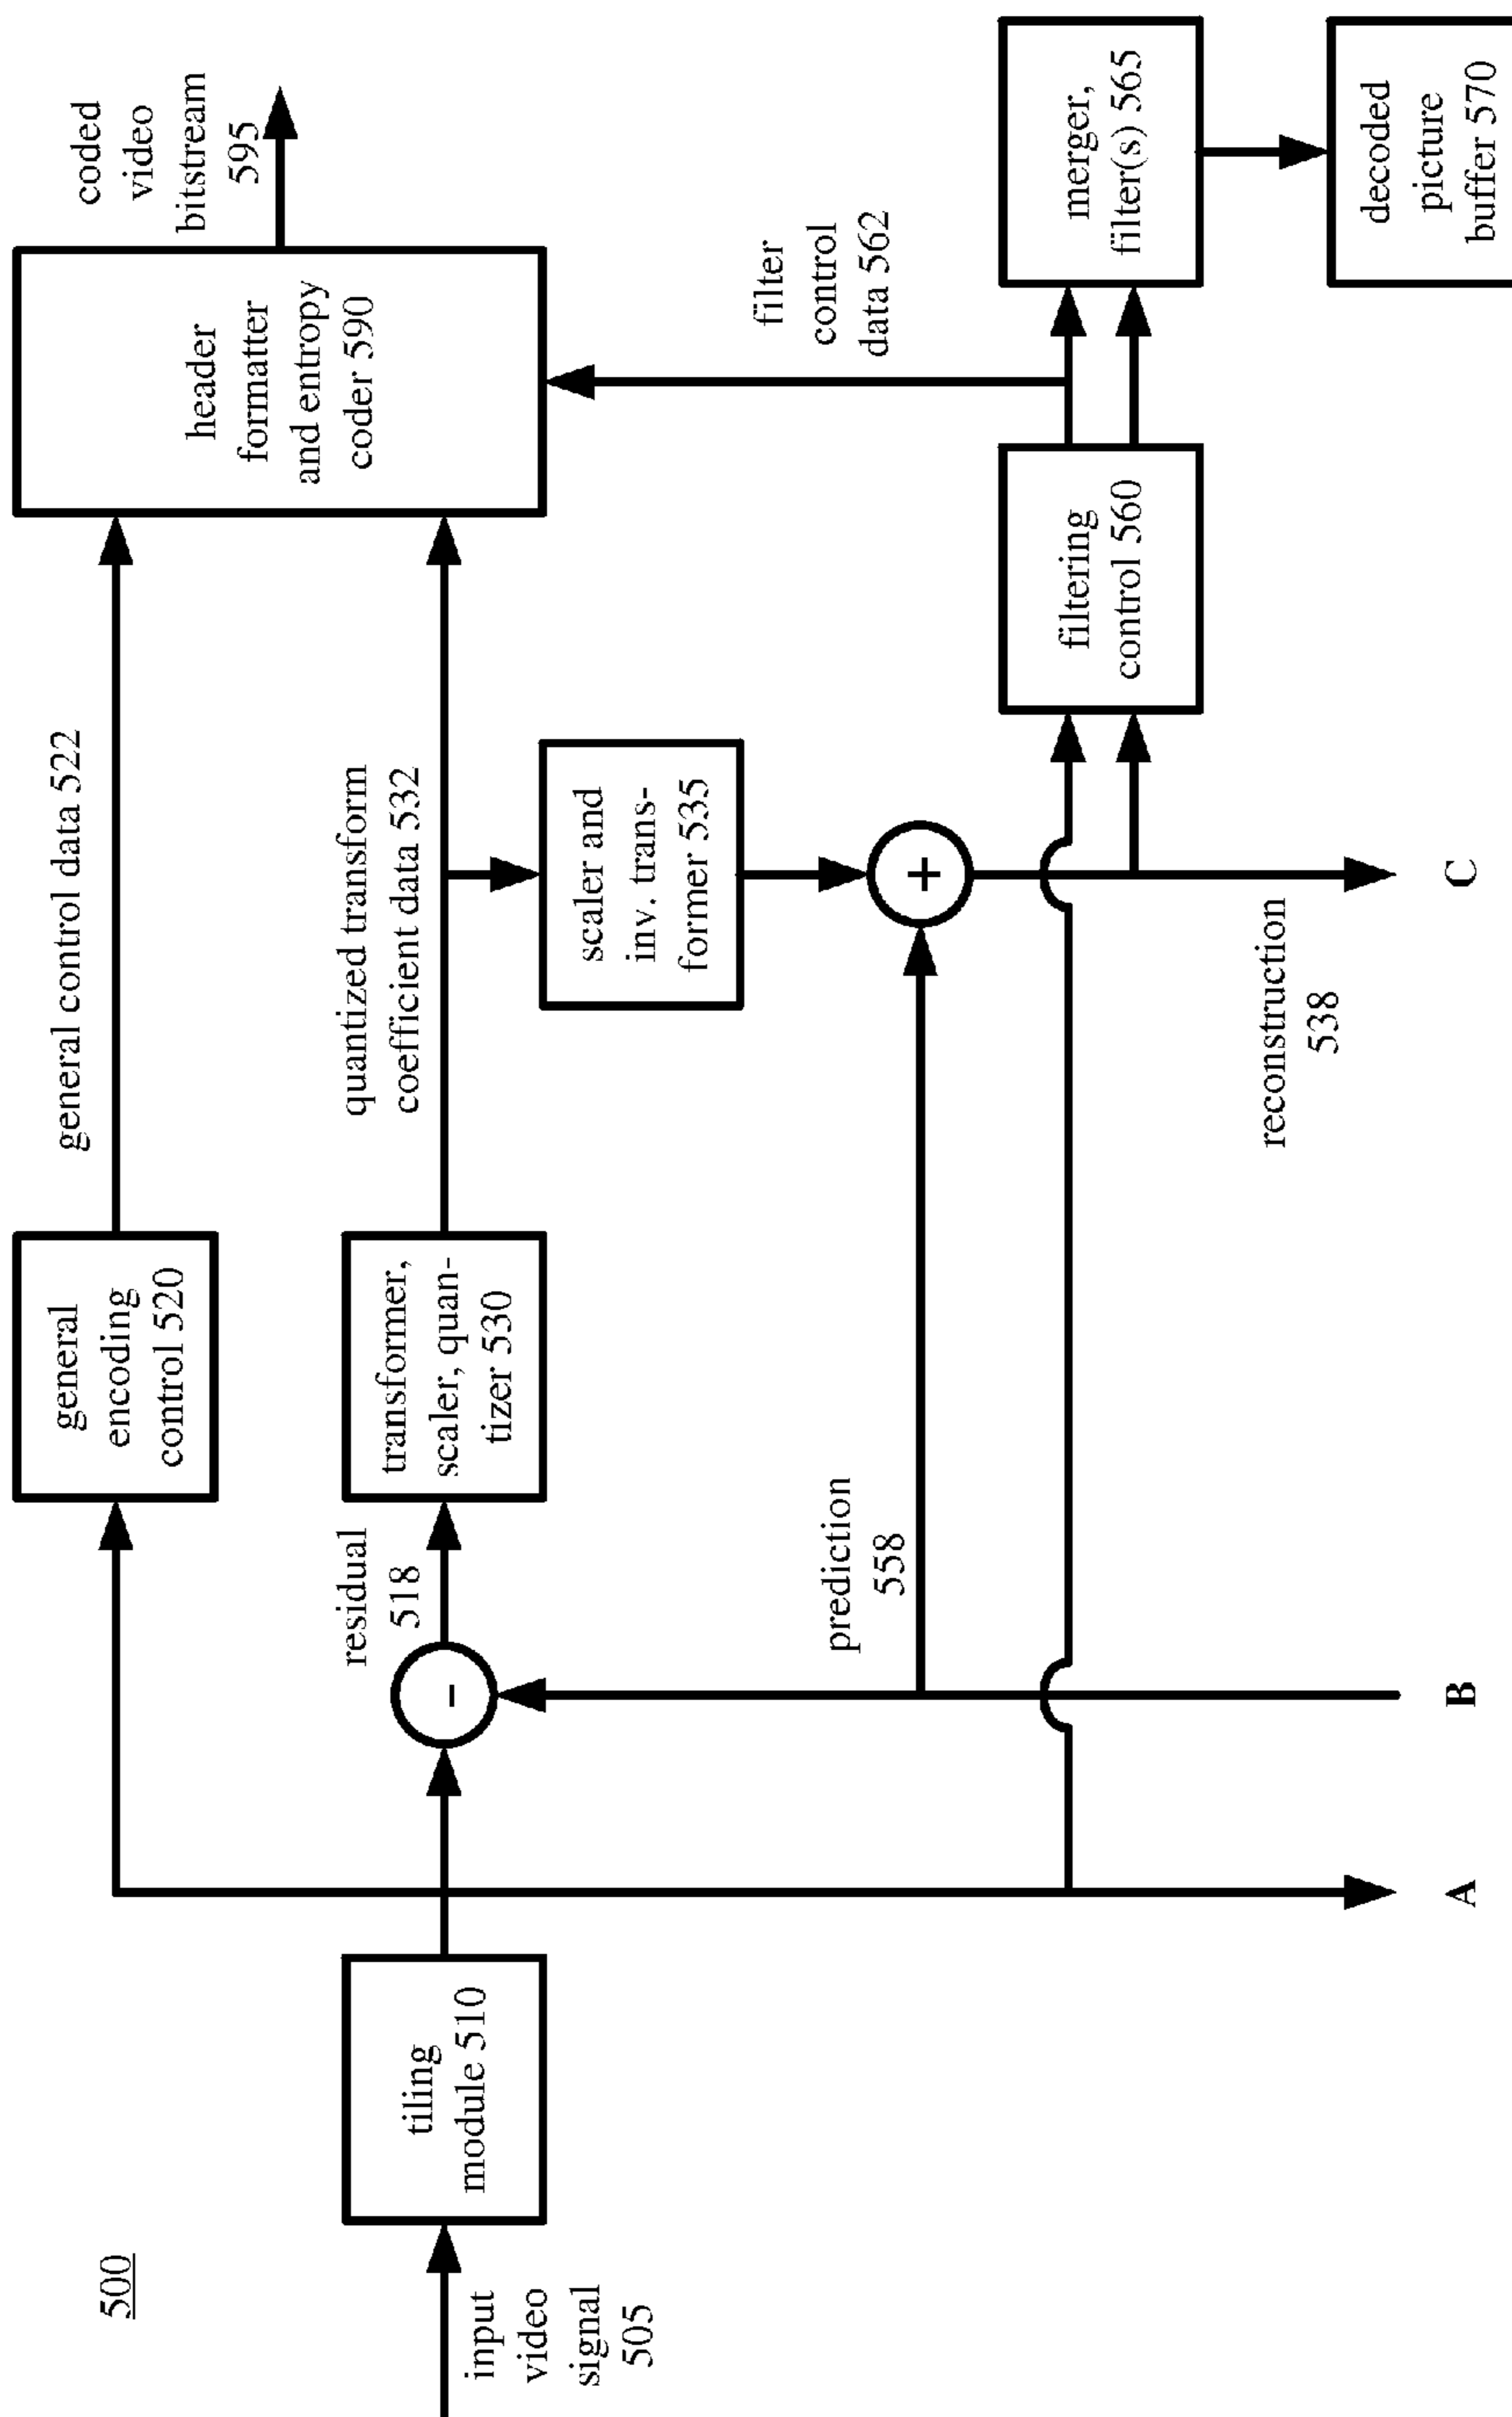 500
input
video
signal
505
tiling
module 510
general
encoding
control 520
general control data 522
residual
518
-
transformer,
scaler, quan-
tizer 530
quantized transform
coefficient data 532
scaler and
inv. trans-
former 535
header
formatter
and entropy
coder 590
coded
video
bitstream
595
prediction
558
+
filter
control
data 562
filtering
control 560
merger,
filter(s) 565
reconstruction
538
decoded
picture
buffer 570
A
B
C